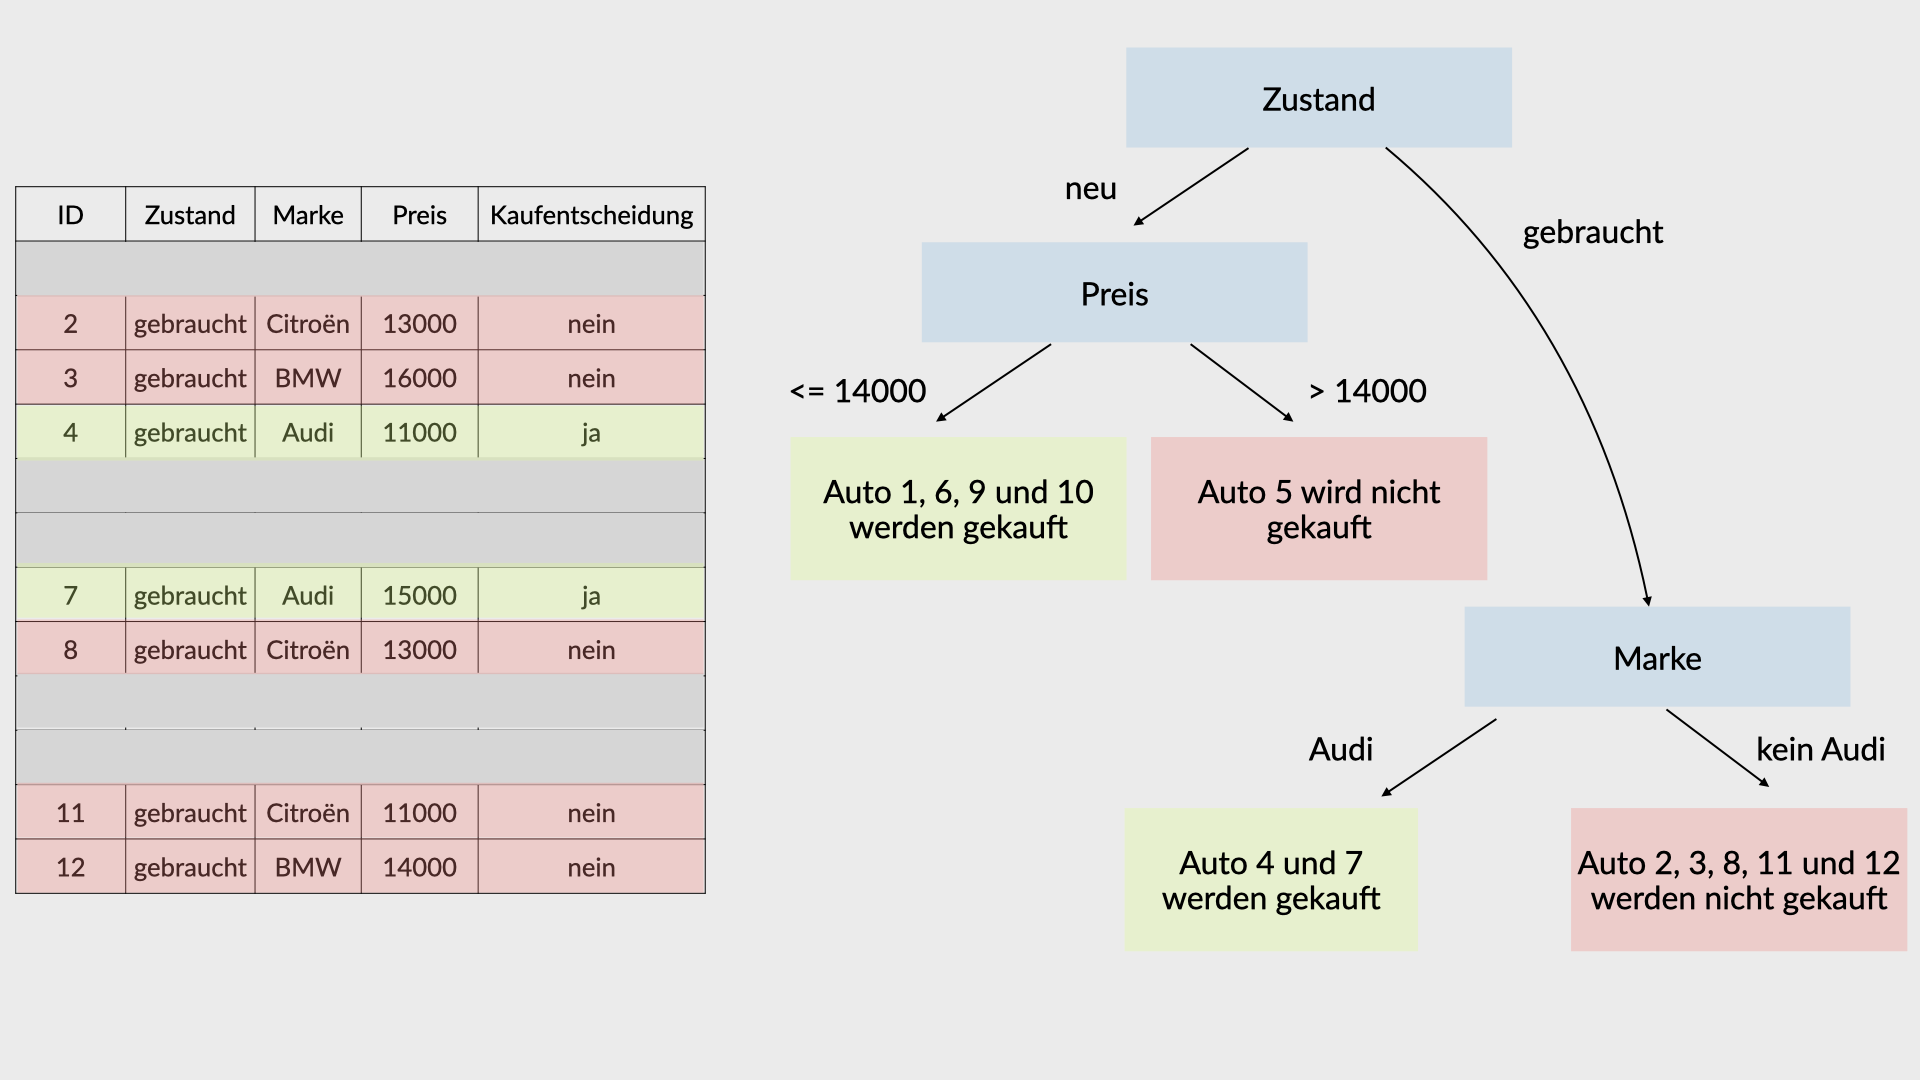 ID Zustand Marke Preis Kaufentscheidung
2 gebraucht Citroën 13000 nein
3 gebraucht BMW 16000 nein
4 gebraucht Audi 11000 ja
7 gebraucht Audi 15000 ja
8 gebraucht Citroën 13000 nein
11 gebraucht Citroën 11000 nein
12 gebraucht BMW 14000 nein
Zustand
neu
gebraucht
Preis
<= 14000
> 14000
Auto 1, 6, 9 und 10
werden gekauft
Auto 5 wird nicht
gekauft
Marke
Audi
kein Audi
Auto 4 und 7
werden gekauft
Auto 2, 3, 8, 11 und 12
werden nicht gekauft